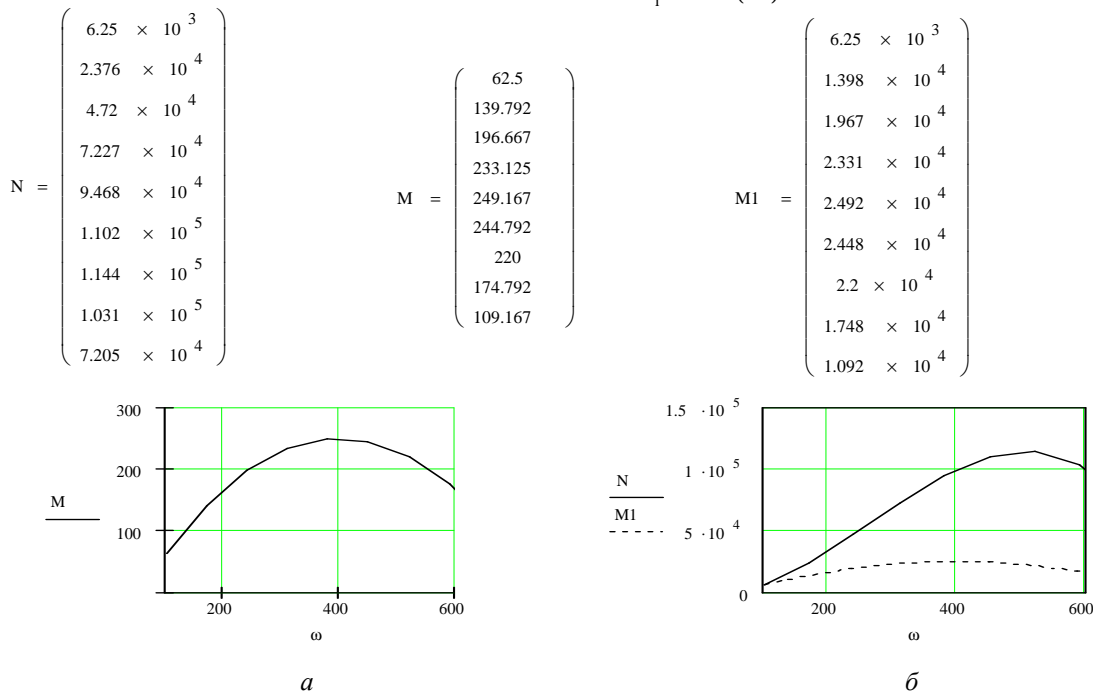 N =
6.25 × 10 3
2.376 × 10 4
4.72 × 10 4
7.227 × 10 4
9.468 × 10 4
1.102 × 10 5
1.144 × 10 5
1.031 × 10 5
7.205 × 10 4
M =
62.5
139.792
196.667
233.125
249.167
244.792
220
174.792
109.167
M1 =
6.25 × 10 3
1.398 × 10 4
1.967 × 10 4
2.331 × 10 4
2.492 × 10 4
2.448 × 10 4
2.2 × 10 4
1.748 × 10 4
1.092 × 10 4
300
200
100
M
200 400 600
ω
а
1.5 ·10 5
1 ·10 5
5 ·10 4
0
N
M1
200 400 600
ω
б